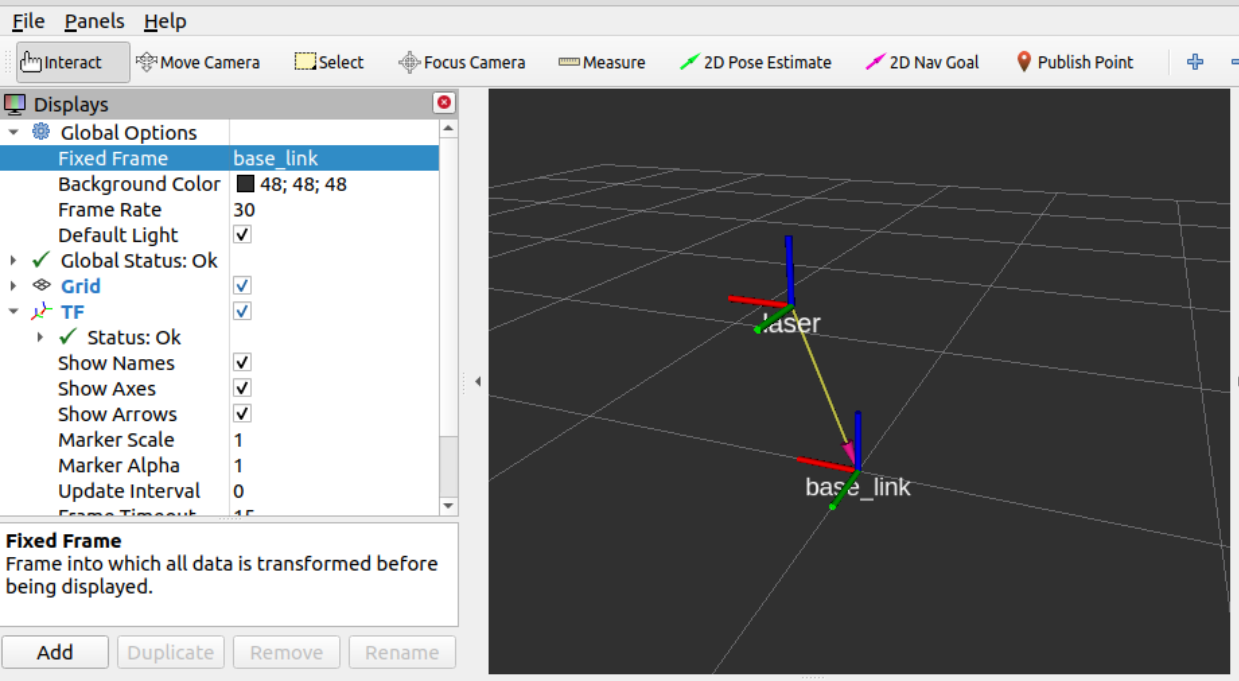 File Panels Help
Interact Move Camera Select Focus Camera Measure 2D Pose Estimate 2D Nav Goal Publish Point
Displays
Global Options
Fixed Frame base_link
Background Color 48; 48; 48
Frame Rate 30
Default Light
Global Status: Ok
Grid
TF
Status: Ok
Show Names
Show Axes
Show Arrows
Marker Scale 1
Marker Alpha 1
Update Interval 0
Frame Timeout 15
Fixed Frame
Frame into which all data is transformed before
being displayed.
Add Duplicate Remove Rename
laser
base_link